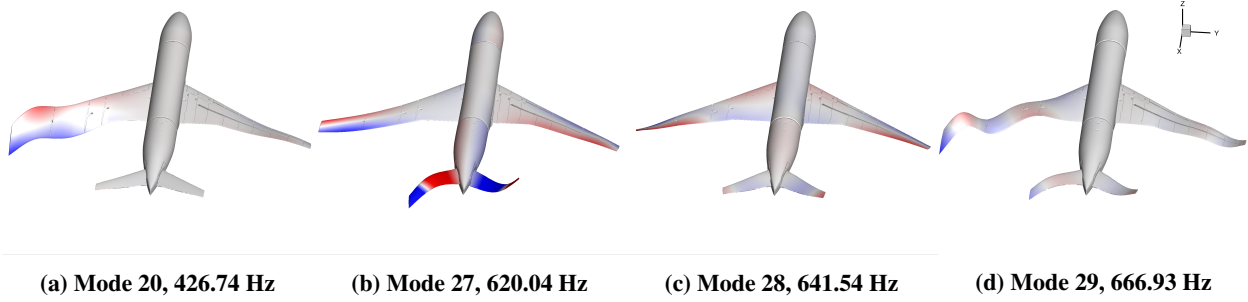 Z
Y
X
(a) Mode 20, 426.74 Hz
(b) Mode 27, 620.04 Hz
(c) Mode 28, 641.54 Hz
(d) Mode 29, 666.93 Hz